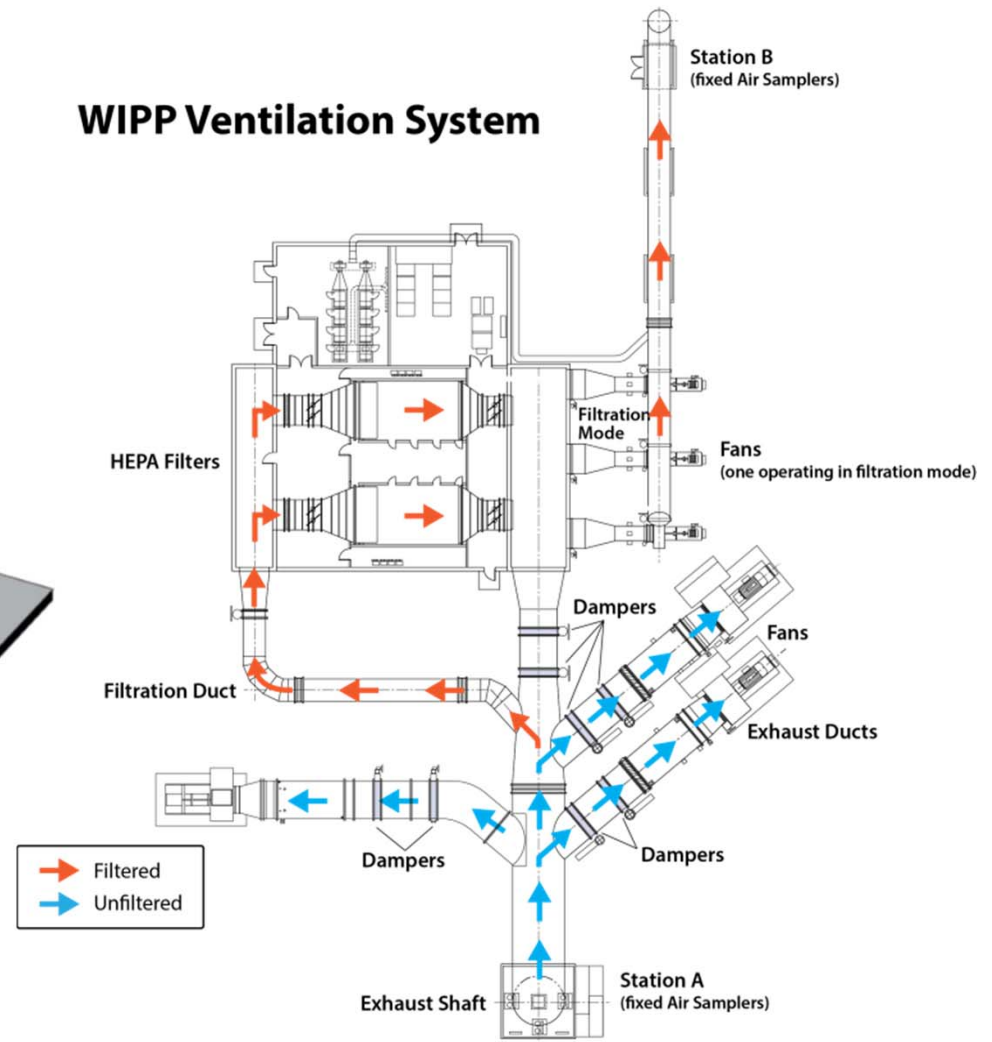 WIPP Ventilation System
Station B
(fixed Air Samplers)
Filtration
Mode
HEPA Filters
Fans
(one operating in filtration mode)
Dampers
Fans
Filtration Duct
Exhaust Ducts
Dampers
Dampers
Filtered
Unfiltered
Exhaust Shaft
Station A
(fixed Air Samplers)